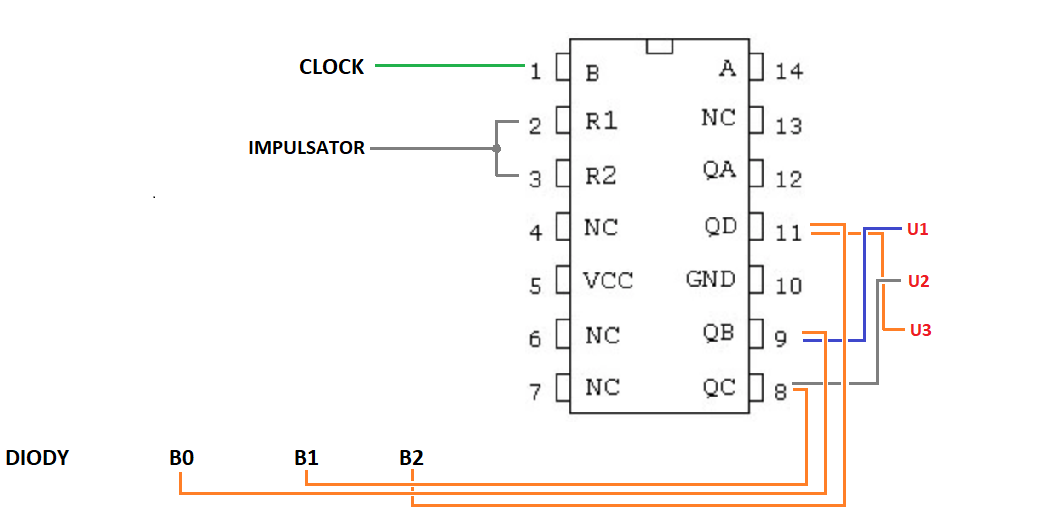 CLOCK 1 B A 14
IMPULSATOR 2 R1 NC 13
3 R2 QA 12
4 NC QD 11 U1
5 VCC GND 10 U2
6 NC QB 9 U3
7 NC QC 8
DIODY B0 B1 B2